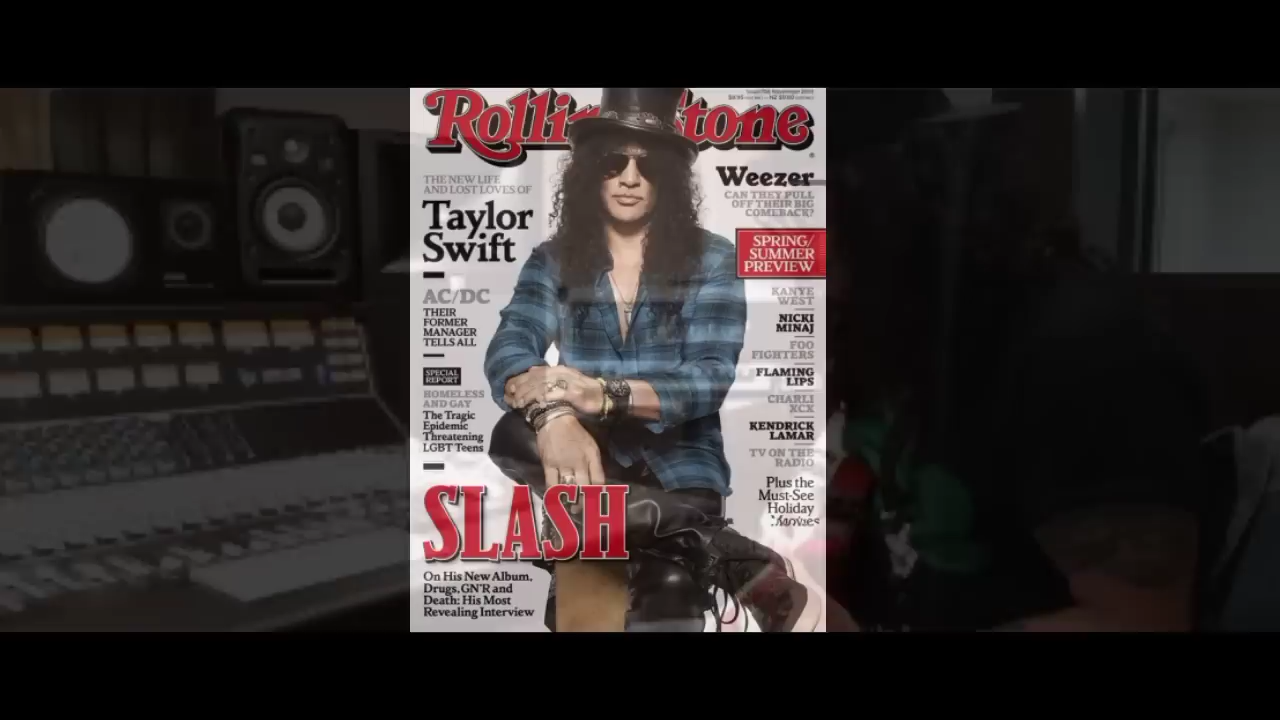 Rolling Stone
THE NEW LIFE
AND LOST LOVES OF
Taylor
Swift
AC/DC
THEIR
FORMER
MANAGER
TELLS ALL
SPECIAL
REPORT
HOMELESS
AND GAY
The Tragic
Epidemic
Threatening
LGBT Teens
SLASH
On His New Album,
Drugs, GN'R and
Death: His Most
Revealing Interview
Weezer
CAN THEY PULL
OFF THEIR BIG
COMEBACK?
SPRING/
SUMMER
PREVIEW
KANYE
WEST
NICKI
MINAJ
FOO
FIGHTERS
FLAMING
LIPS
CHARLI
XCX
KENDRICK
LAMAR
TV ON THE
RADIO
Plus the
Must-See
Holiday
Movies